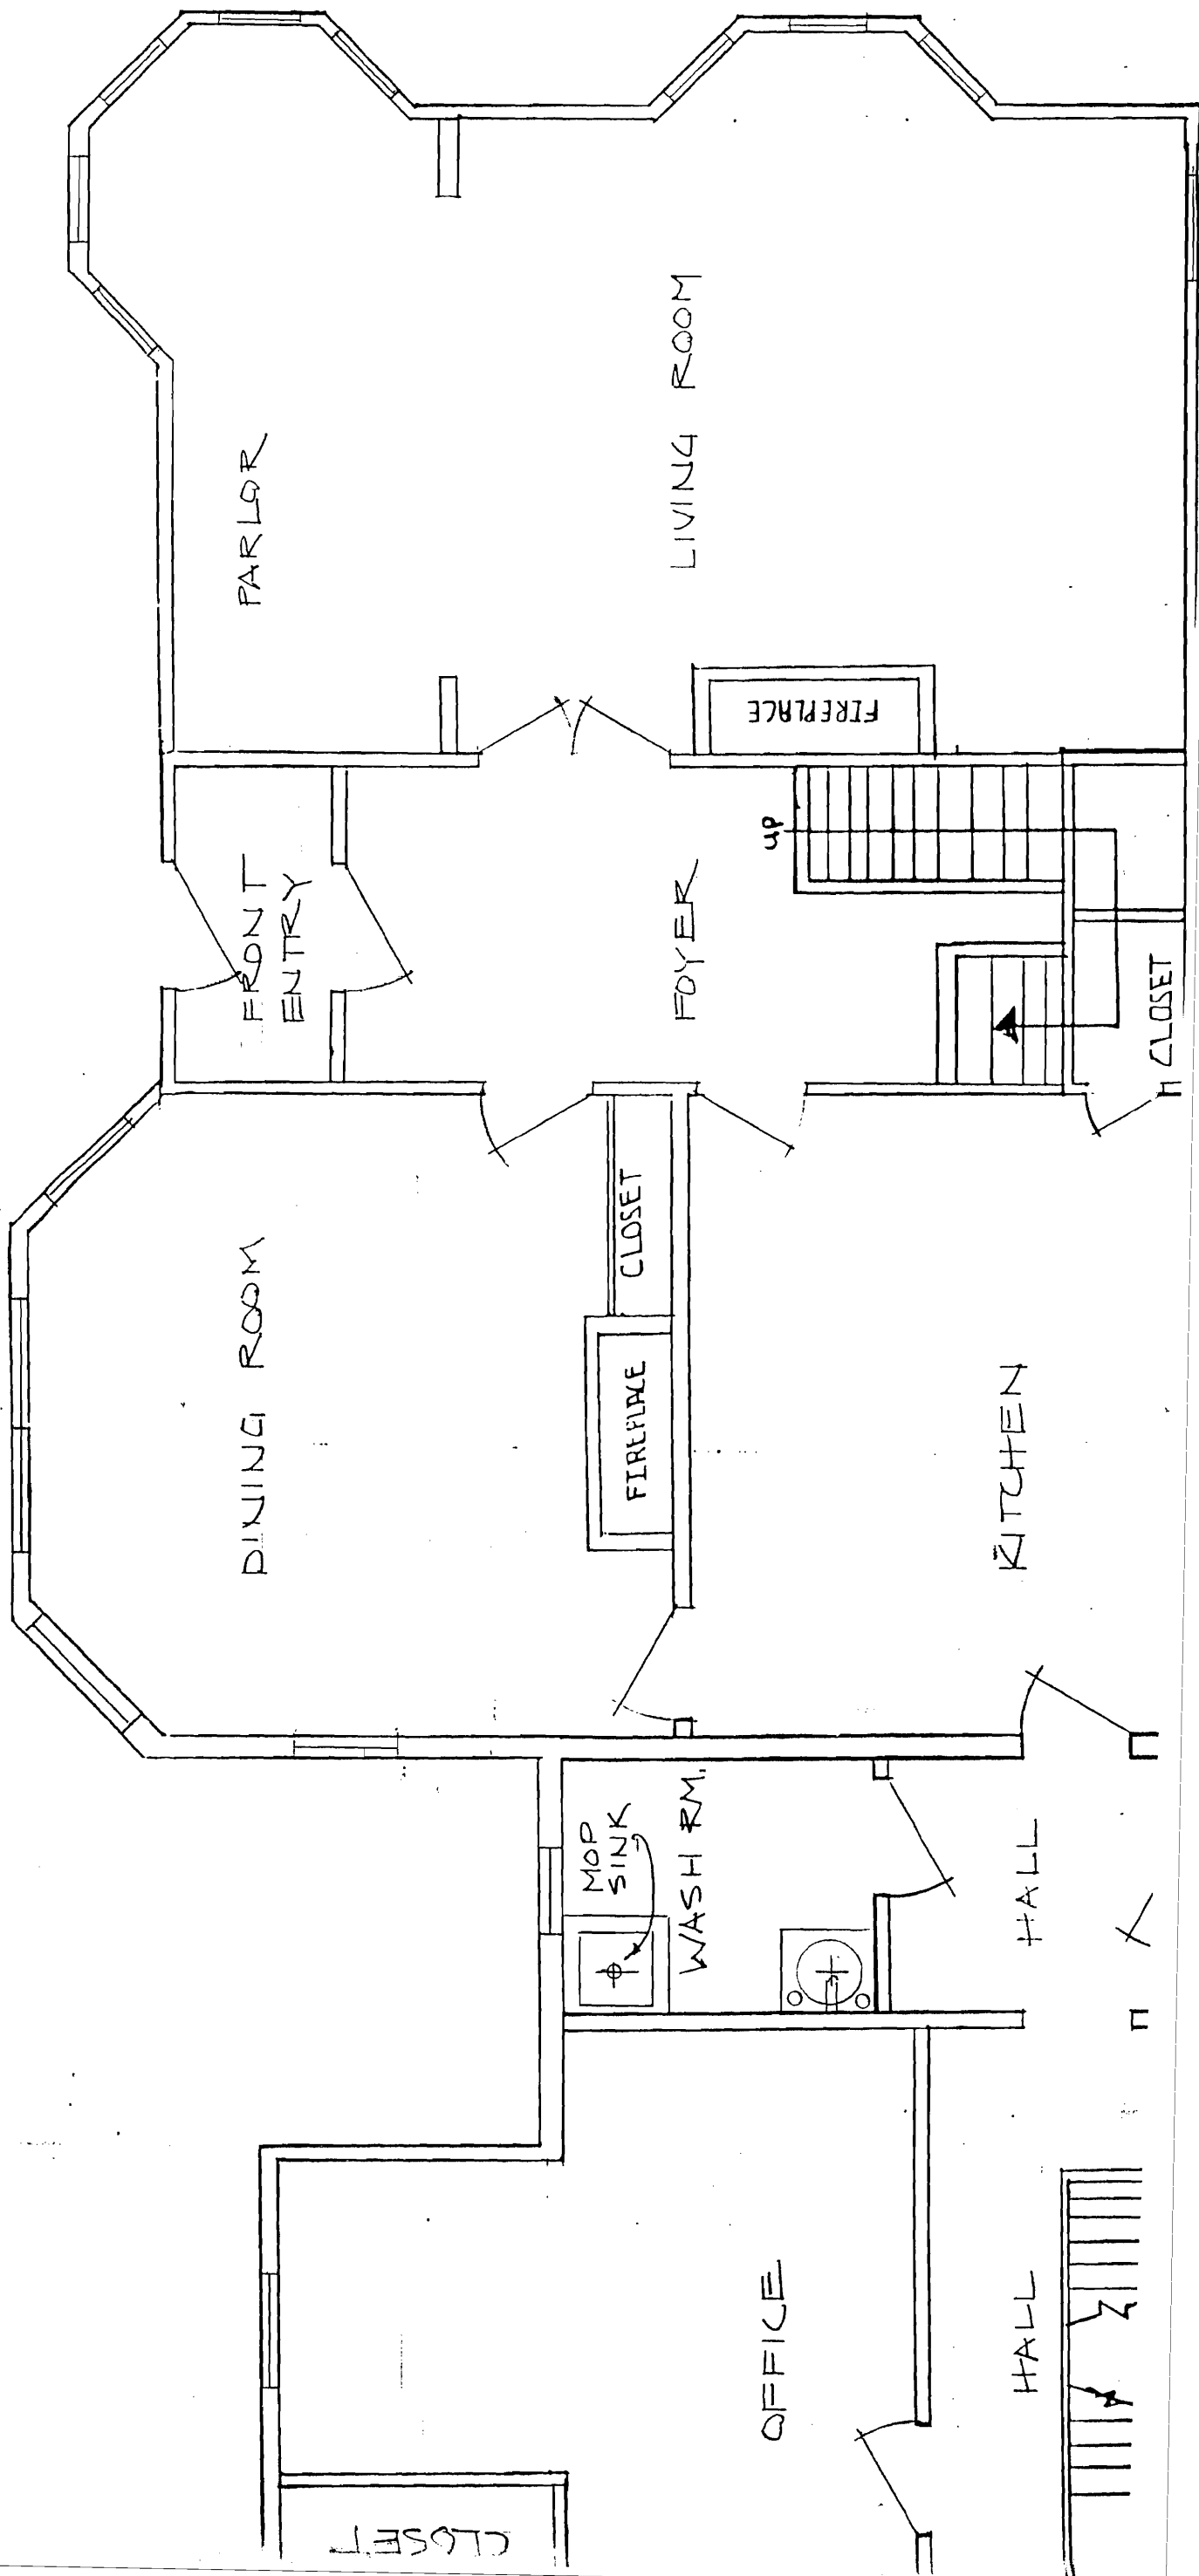 PARLOR
LIVING ROOM
FIREPLACE
UP
FRONT
ENTRY
FOYER
CLOSET
DINING ROOM
CLOSET
FIREPLACE
KITCHEN
MOP
SINK
WASH RM.
HALL
OFFICE
HALL
CLOSET